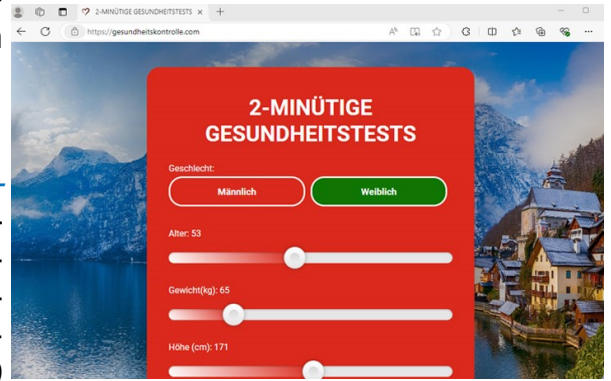 2-MINÜTIGE GESUNDHEITSTESTS
https://gesundheitskontrolle.com
2-MINÜTIGE
GESUNDHEITSTESTS
Geschlecht:
Männlich Weiblich
Alter: 53
Gewicht(kg): 65
Höhe (cm): 171